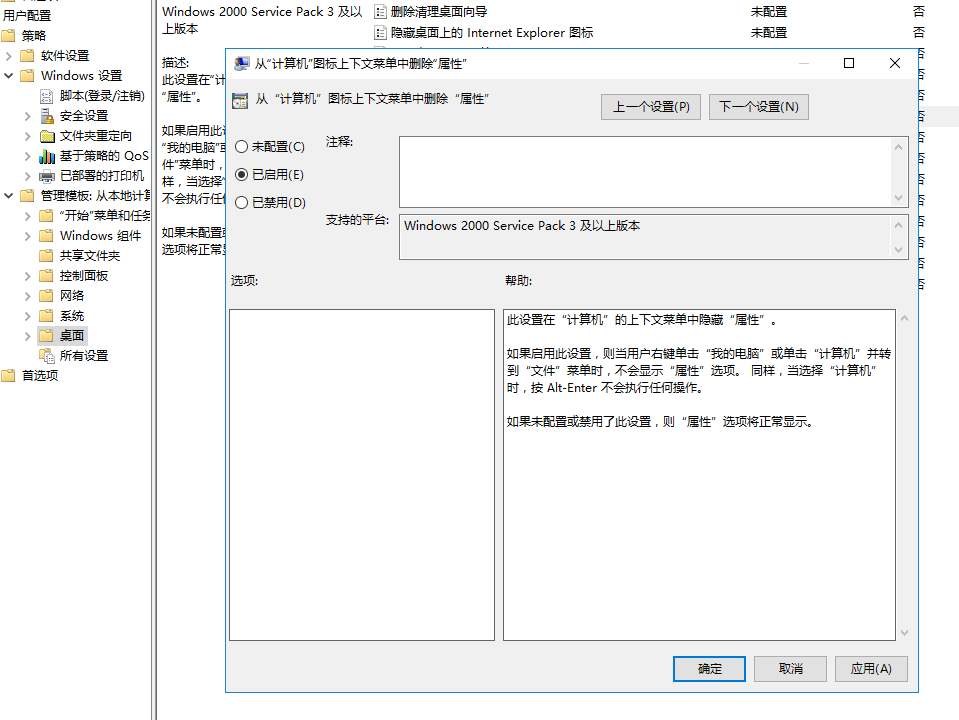 用户配置
策略
软件设置
Windows 设置
脚本(登录/注销)
安全设置
文件夹重定向
基于策略的 QoS
已部署的打印机
管理模板: 从本地计算
“开始”菜单和任务
Windows 组件
共享文件夹
控制面板
网络
系统
桌面
所有设置
首选项
Windows 2000 Service Pack 3 及以
上版本
描述:
此设置在“计
“属性”。
如果启用此设
“我的电脑”或
件”菜单时，
样，当选择“
不会执行任何
如果未配置或
选项将正常显
删除清理桌面向导 未配置 否
隐藏桌面上的 Internet Explorer 图标 未配置 否
否
否
否
否
否
否
否
否
否
否
否
否
从“计算机”图标上下文菜单中删除“属性”
从“计算机”图标上下文菜单中删除“属性”
上一个设置(P) 下一个设置(N)
未配置(C)
已启用(E)
已禁用(D)
注释:
支持的平台:
Windows 2000 Service Pack 3 及以上版本
选项:
帮助:
此设置在“计算机”的上下文菜单中隐藏“属性”。
如果启用此设置，则当用户右键单击“我的电脑”或单击“计算机”并转
到“文件”菜单时，不会显示“属性”选项。 同样，当选择“计算机”
时，按 Alt-Enter 不会执行任何操作。
如果未配置或禁用了此设置，则“属性”选项将正常显示。
确定 取消 应用(A)